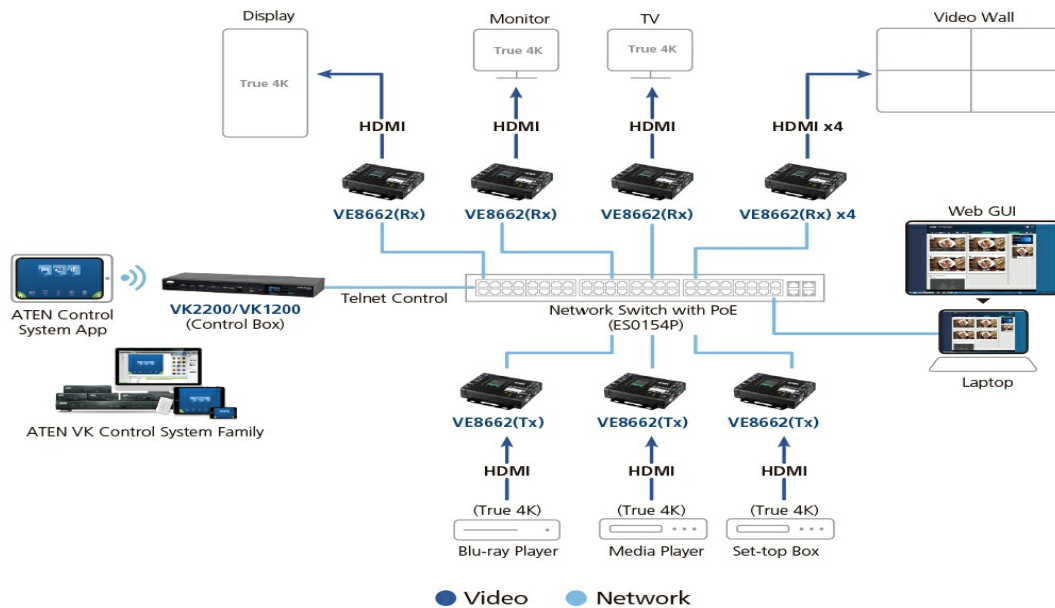 Display
Monitor
TV
Video Wall
True 4K
True 4K
True 4K
HDMI
HDMI
HDMI
HDMI x4
VE8662(Rx)
VE8662(Rx)
VE8662(Rx)
VE8662(Rx) x4
Web GUI
ATEN Control
System App
VK2200/VK1200
(Control Box)
Telnet Control
Network Switch with PoE
(ES0154P)
Laptop
ATEN VK Control System Family
VE8662(Tx)
VE8662(Tx)
VE8662(Tx)
HDMI
HDMI
HDMI
(True 4K)
(True 4K)
(True 4K)
Blu-ray Player
Media Player
Set-top Box
Video
Network